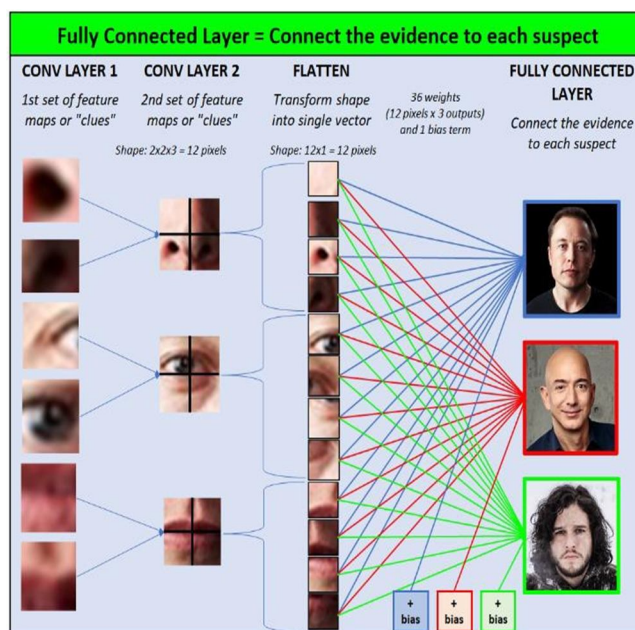 Fully Connected Layer = Connect the evidence to each suspect
CONV LAYER 1
1st set of feature
maps or "clues"
CONV LAYER 2
2nd set of feature
maps or "clues"
Shape: 2x2x3 = 12 pixels
FLATTEN
Transform shape
into single vector
Shape: 12x1 = 12 pixels
36 weights
(12 pixels x 3 outputs)
and 1 bias term
FULLY CONNECTED
LAYER
Connect the evidence
to each suspect
+
bias
+
bias
+
bias